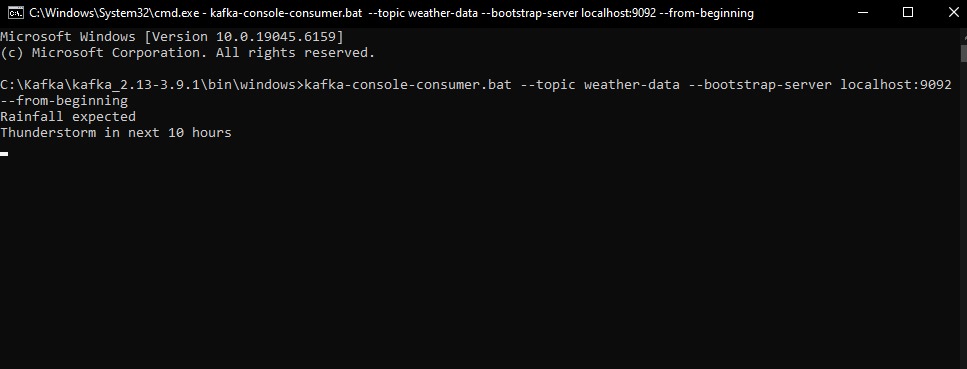 C:\Windows\System32\cmd.exe - kafka-console-consumer.bat --topic weather-data --bootstrap-server localhost:9092 --from-beginning
Microsoft Windows [Version 10.0.19045.6159]
(c) Microsoft Corporation. All rights reserved.
C:\Kafka\kafka_2.13-3.9.1\bin\windows>kafka-console-consumer.bat --topic weather-data --bootstrap-server localhost:9092
--from-beginning
Rainfall expected
Thunderstorm in next 10 hours